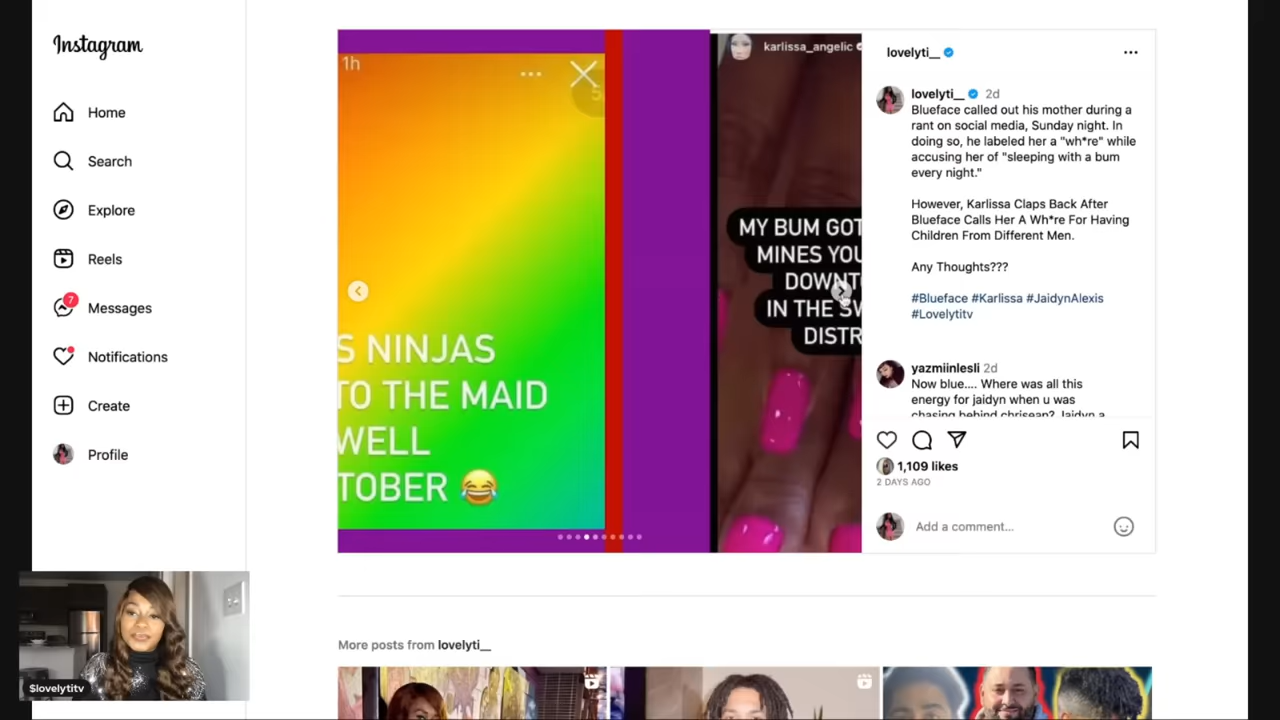 Instagram
Home
Search
Explore
Reels
7
Messages
Notifications
Create
Profile
1h
S NINJAS
TO THE MAID
WELL
TOBER 😂
karlissa_angelic
MY BUM GOT
MINES YOU
DOWNT
IN THE SW
DISTR
lovelyti__
lovelyti__ 2d
Blueface called out his mother during a
rant on social media, Sunday night. In
doing so, he labeled her a "wh*re" while
accusing her of "sleeping with a bum
every night."
However, Karlissa Claps Back After
Blueface Calls Her A Wh*re For Having
Children From Different Men.
Any Thoughts???
#Blueface #Karlissa #JaidynAlexis
#Lovelytitv
yazmiinlesli 2d
Now blue.... Where was all this
energy for jaidyn when u was
chasing behind chrisean? Jaidyn a
1,109 likes
2 DAYS AGO
Add a comment...
$lovelytitv
More posts from lovelyti__